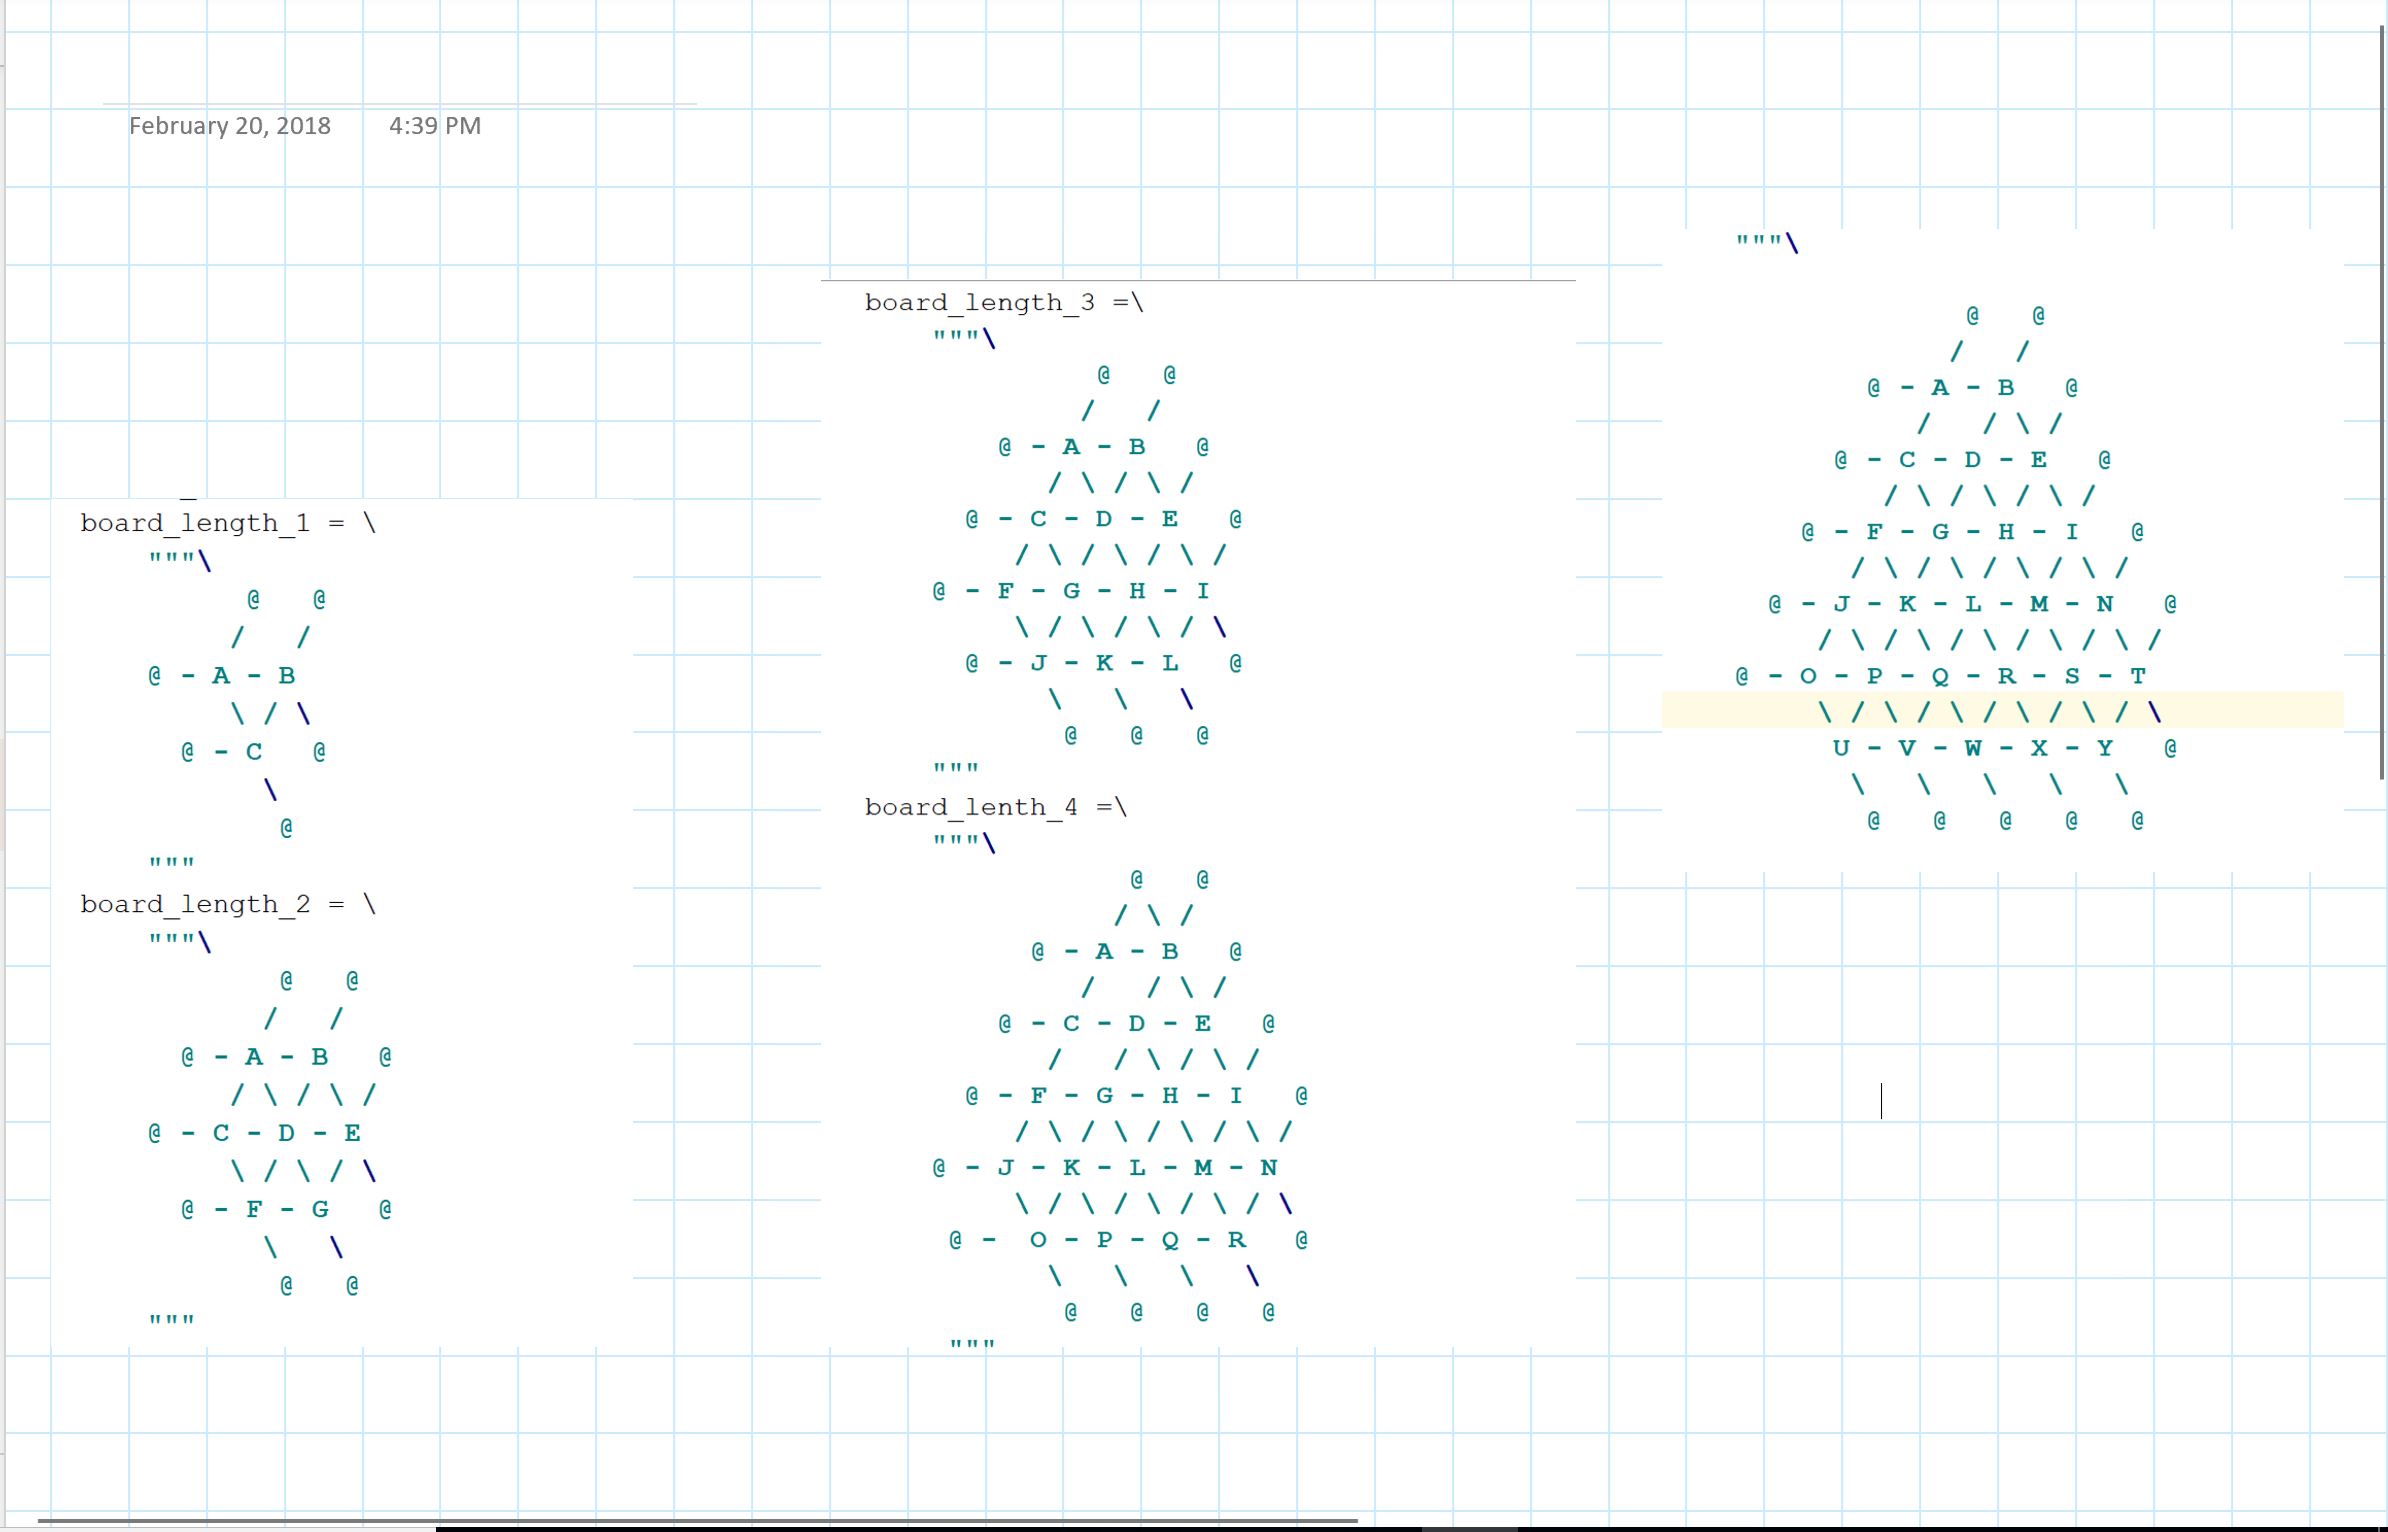 February 20, 2018        4:39 PM
board_length_1 = \
    """\
          @   @
         /   /
    @ - A - B
         \ / \
      @ - C   @
           \
            @
    """
board_length_2 = \
    """\
            @   @
           /   /
      @ - A - B   @
         / \ / \ /
    @ - C - D - E
         \ / \ / \
      @ - F - G   @
           \   \
            @   @
    """
board_length_3 =\
    """\
              @   @
             /   /
        @ - A - B   @
           / \ / \ /
      @ - C - D - E   @
         / \ / \ / \ /
    @ - F - G - H - I
         \ / \ / \ / \
      @ - J - K - L   @
           \   \   \
            @   @   @
    """
board_lenth_4 =\
    """\
                @   @
               / \ /
          @ - A - B   @
             /   / \ /
        @ - C - D - E   @
           /   / \ / \ /
      @ - F - G - H - I   @
         / \ / \ / \ / \ /
    @ - J - K - L - M - N
         \ / \ / \ / \ / \
     @ -  O - P - Q - R   @
           \   \   \   \
            @   @   @   @
     """
    """\
                  @   @
                 /   /
            @ - A - B   @
               /   / \ /
          @ - C - D - E   @
             / \ / \ / \ /
        @ - F - G - H - I   @
           / \ / \ / \ / \ /
      @ - J - K - L - M - N   @
         / \ / \ / \ / \ / \ /
    @ - O - P - Q - R - S - T
         \ / \ / \ / \ / \ / \
          U - V - W - X - Y   @
           \   \   \   \   \
            @   @   @   @   @